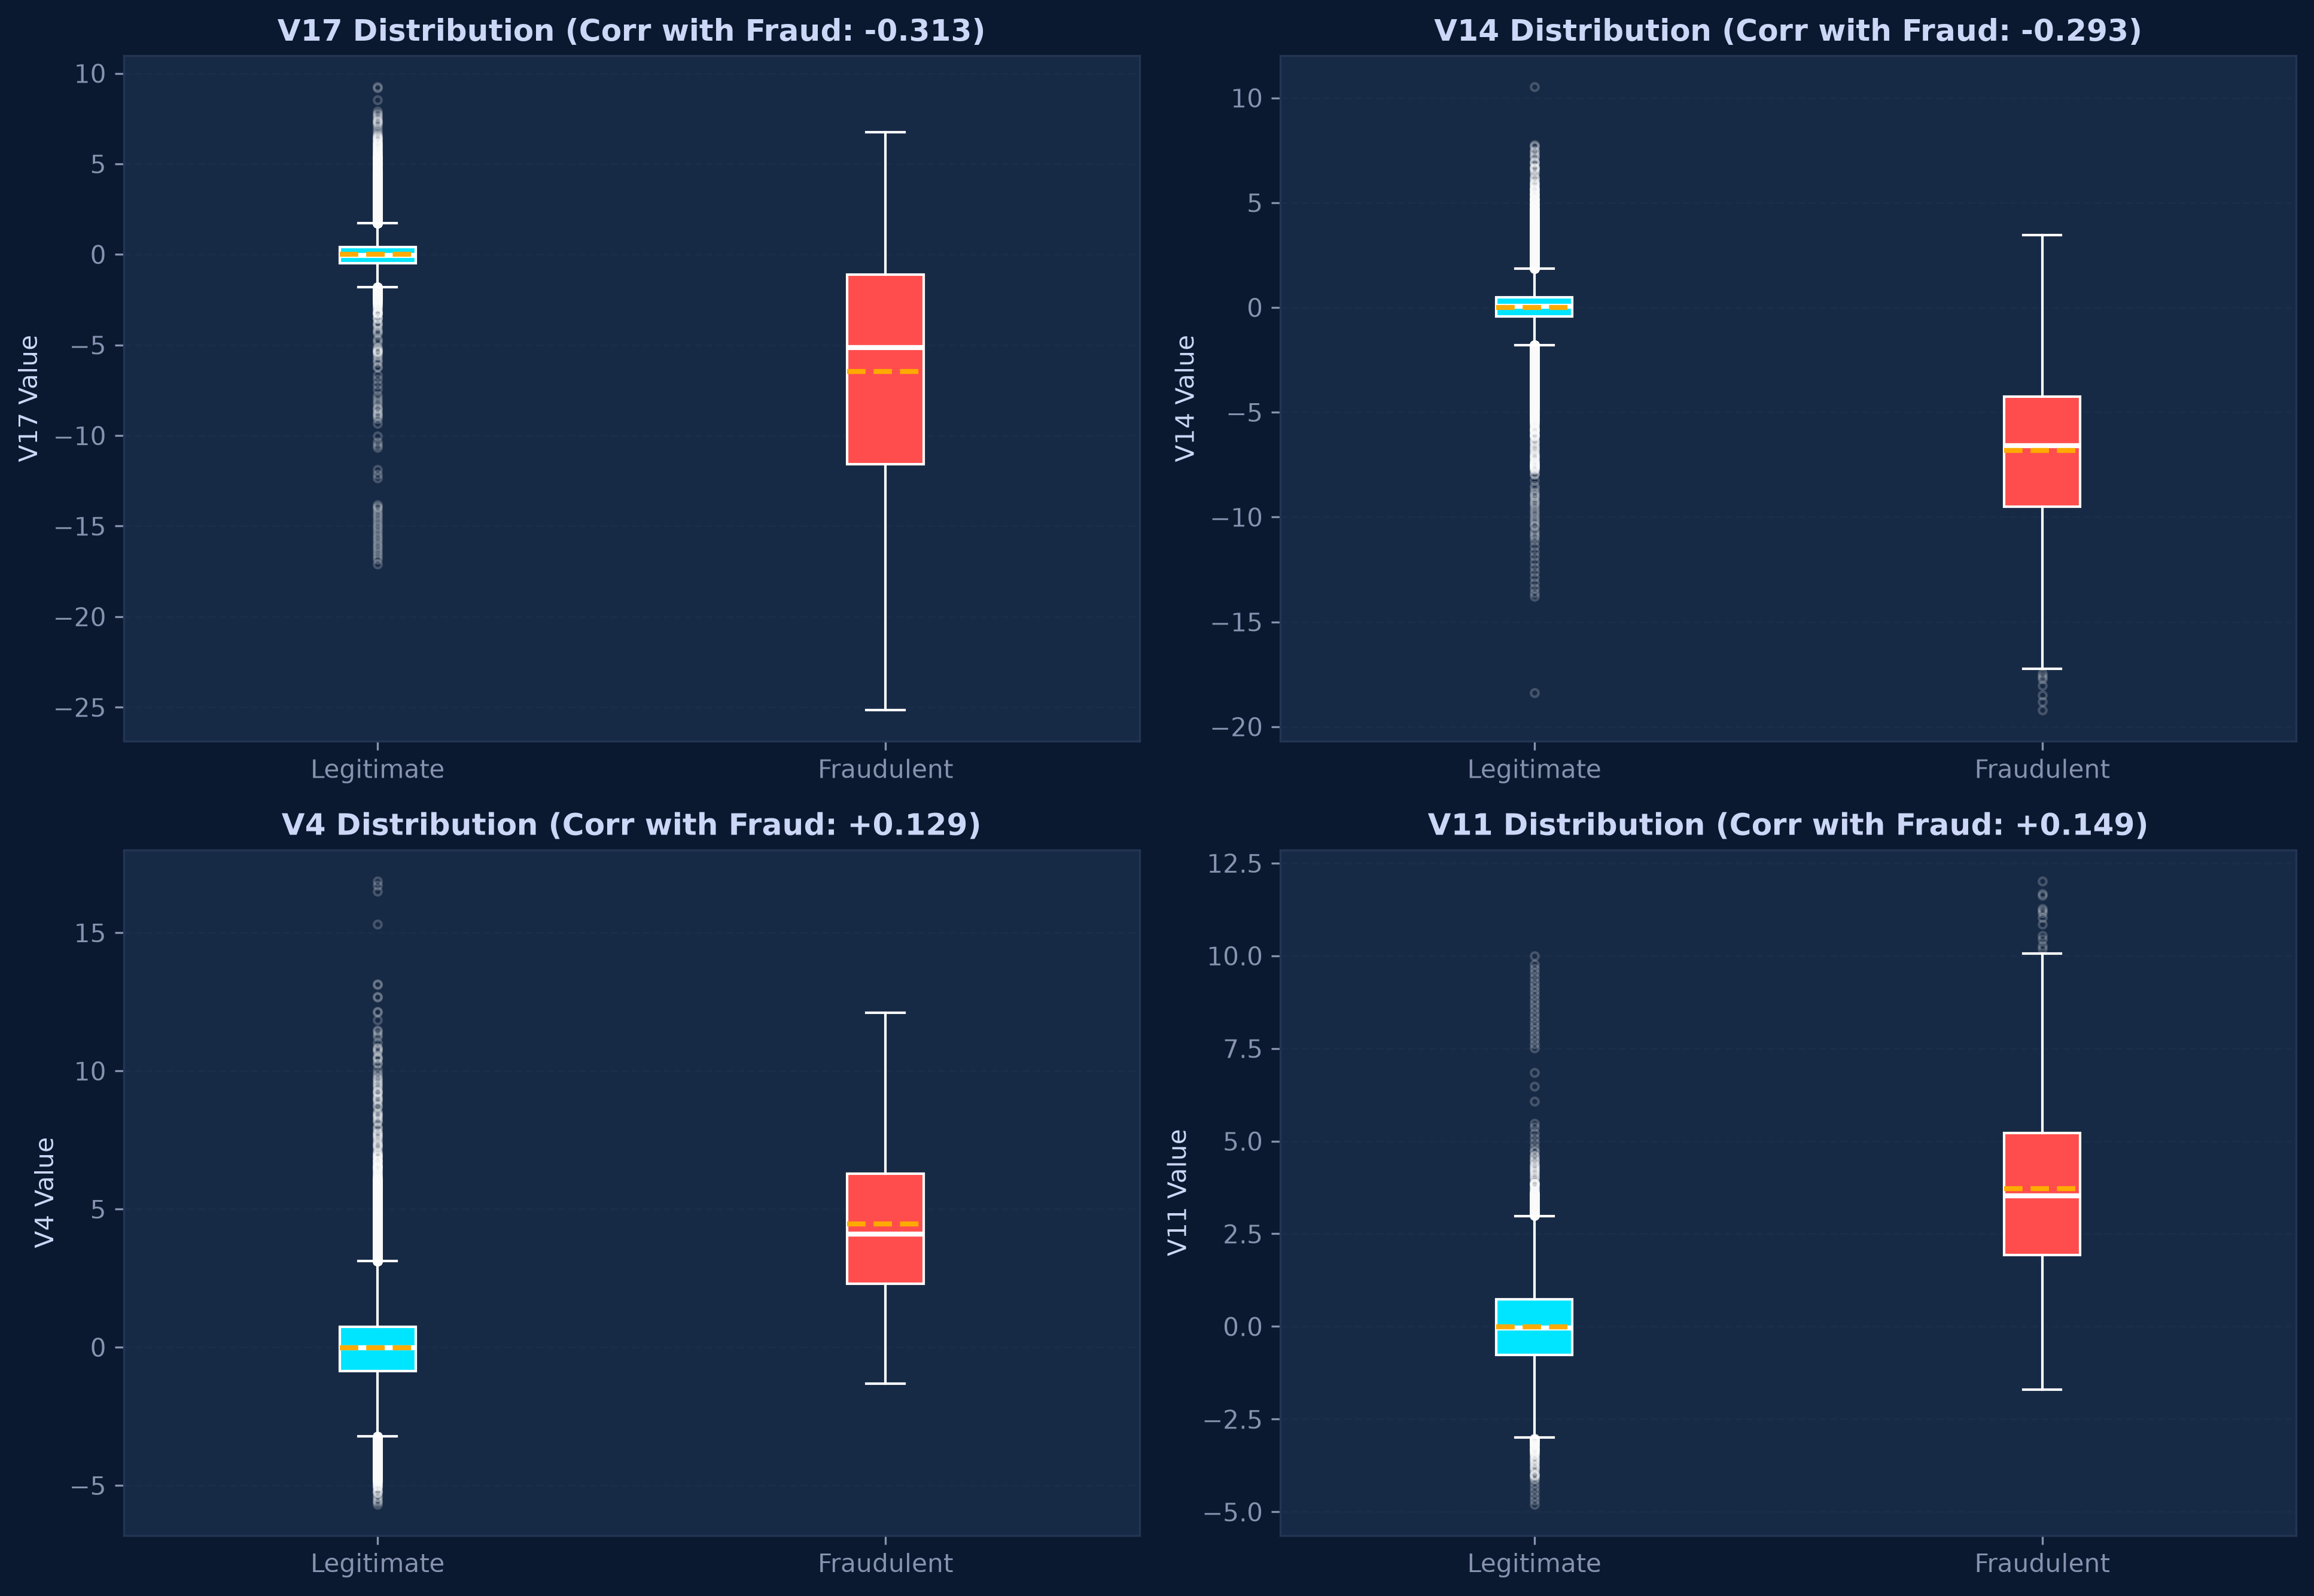 V17 Distribution (Corr with Fraud: -0.313)
10
5
0
−5
−10
−15
−20
−25
V17 Value
Legitimate
Fraudulent
V14 Distribution (Corr with Fraud: -0.293)
10
5
0
−5
−10
−15
−20
V14 Value
Legitimate
Fraudulent
V4 Distribution (Corr with Fraud: +0.129)
15
10
5
0
−5
V4 Value
Legitimate
Fraudulent
V11 Distribution (Corr with Fraud: +0.149)
12.5
10.0
7.5
5.0
2.5
0.0
−2.5
−5.0
V11 Value
Legitimate
Fraudulent